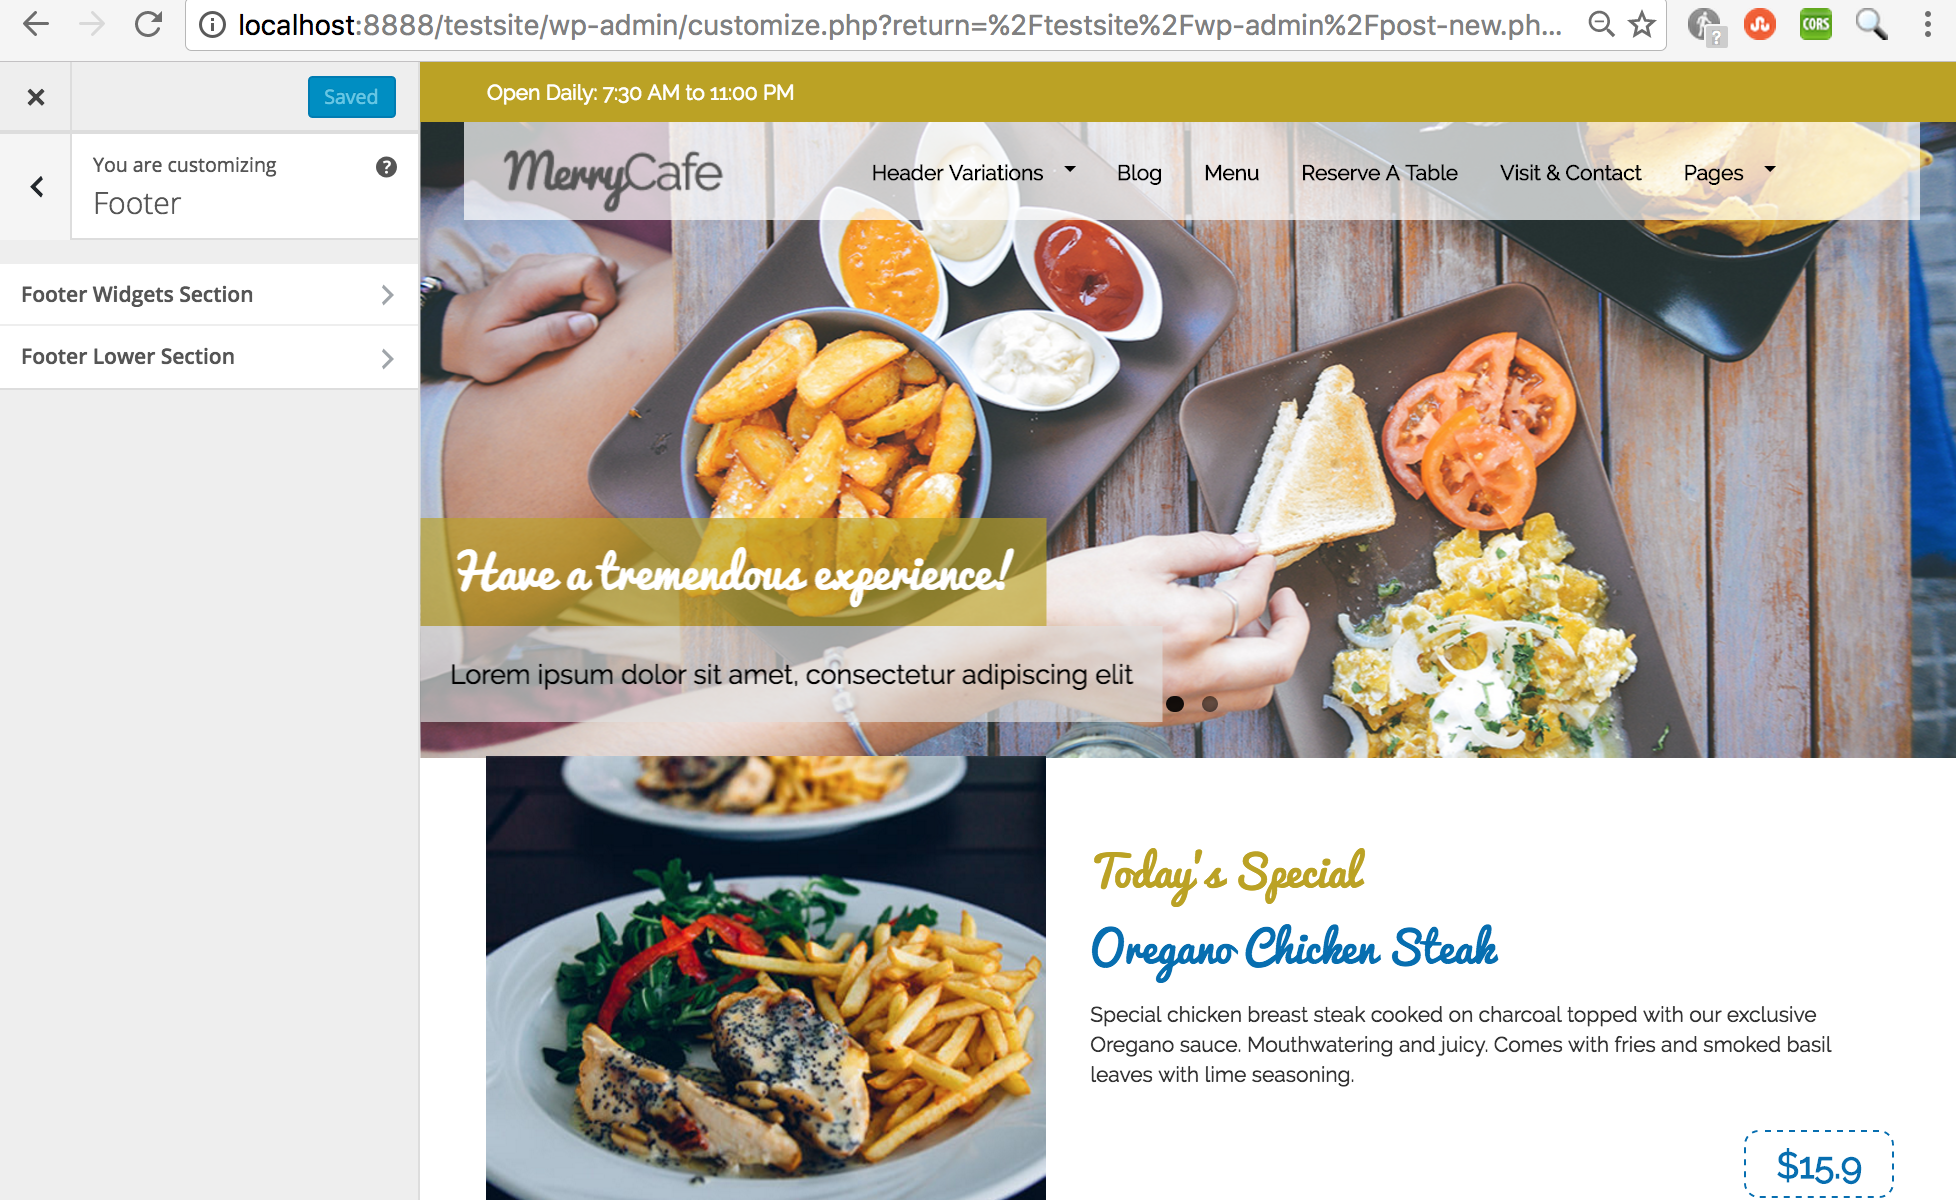 localhost:8888/testsite/wp-admin/customize.php?return=%2Ftestsite%2Fwp-admin%2Fpost-new.ph...
CORS
Saved
You are customizing
Footer
Footer Widgets Section
Footer Lower Section
Open Daily: 7:30 AM to 11:00 PM
MerryCafe
Header Variations
Blog
Menu
Reserve A Table
Visit & Contact
Pages
Have a tremendous experience!
Lorem ipsum dolor sit amet, consectetur adipiscing elit
Today's Special
Oregano Chicken Steak
Special chicken breast steak cooked on charcoal topped with our exclusive
Oregano sauce. Mouthwatering and juicy. Comes with fries and smoked basil
leaves with lime seasoning.
$15.9